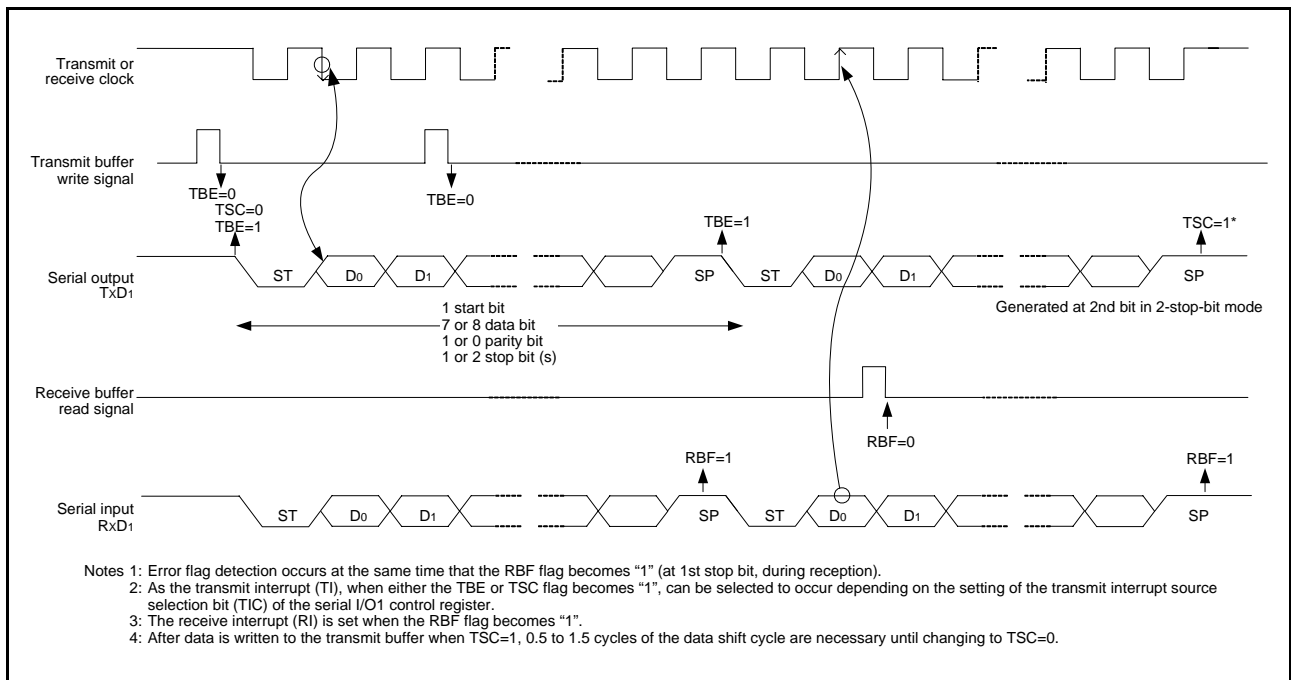 Transmit or
receive clock
Transmit buffer
write signal
TBE=0
TSC=0
TBE=1
TBE=0
TBE=1
TSC=1*
Serial output
TXD1
ST D0 D1 SP ST D0 D1 SP
1 start bit
7 or 8 data bit
1 or 0 parity bit
1 or 2 stop bit (s)
Generated at 2nd bit in 2-stop-bit mode
Receive buffer
read signal
RBF=0
RBF=1
RBF=1
Serial input
RXD1
ST D0 D1 SP ST D0 D1 SP
Notes 1: Error flag detection occurs at the same time that the RBF flag becomes “1” (at 1st stop bit, during reception).
2: As the transmit interrupt (TI), when either the TBE or TSC flag becomes “1”, can be selected to occur depending on the setting of the transmit interrupt source
selection bit (TIC) of the serial I/O1 control register.
3: The receive interrupt (RI) is set when the RBF flag becomes “1”.
4: After data is written to the transmit buffer when TSC=1, 0.5 to 1.5 cycles of the data shift cycle are necessary until changing to TSC=0.